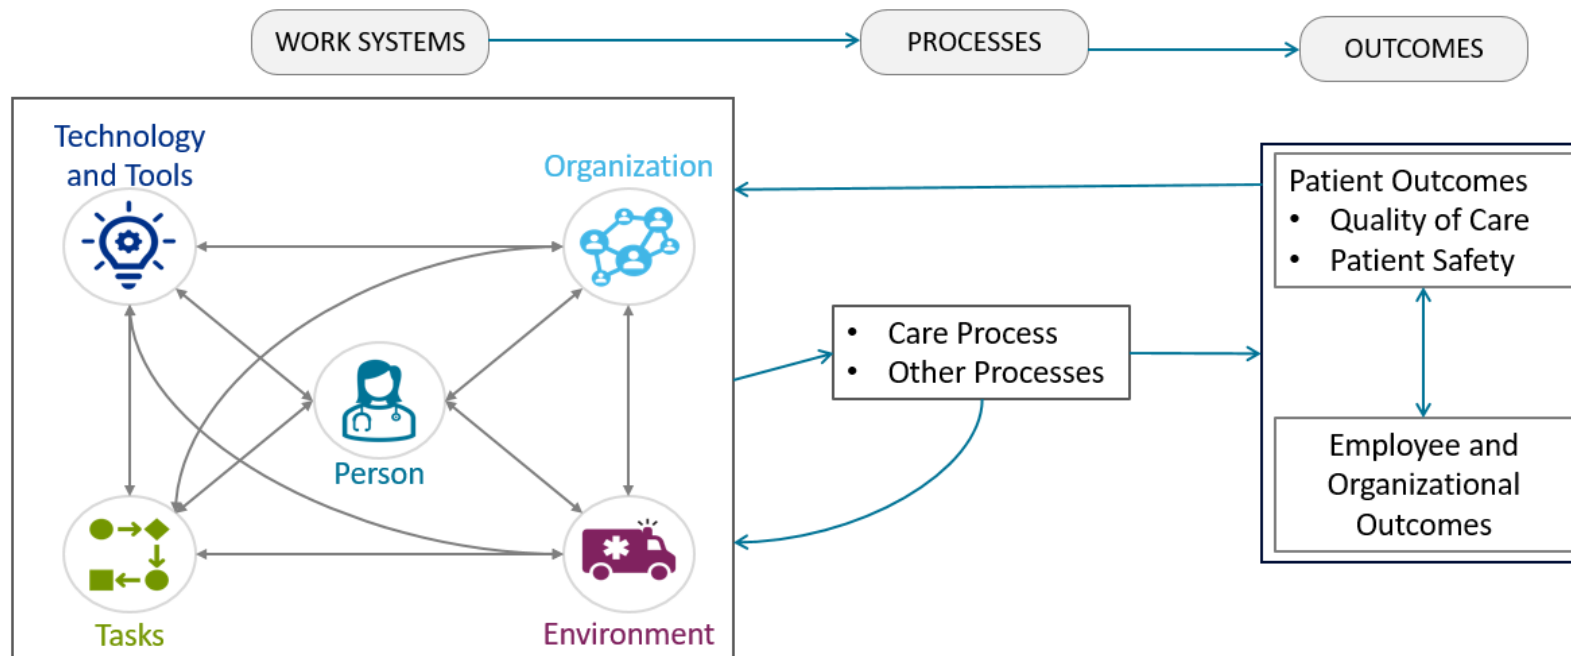 WORK SYSTEMS
PROCESSES
OUTCOMES
Technology
and Tools
Organization
Person
Tasks
Environment
• Care Process
• Other Processes
Patient Outcomes
• Quality of Care
• Patient Safety
Employee and
Organizational
Outcomes